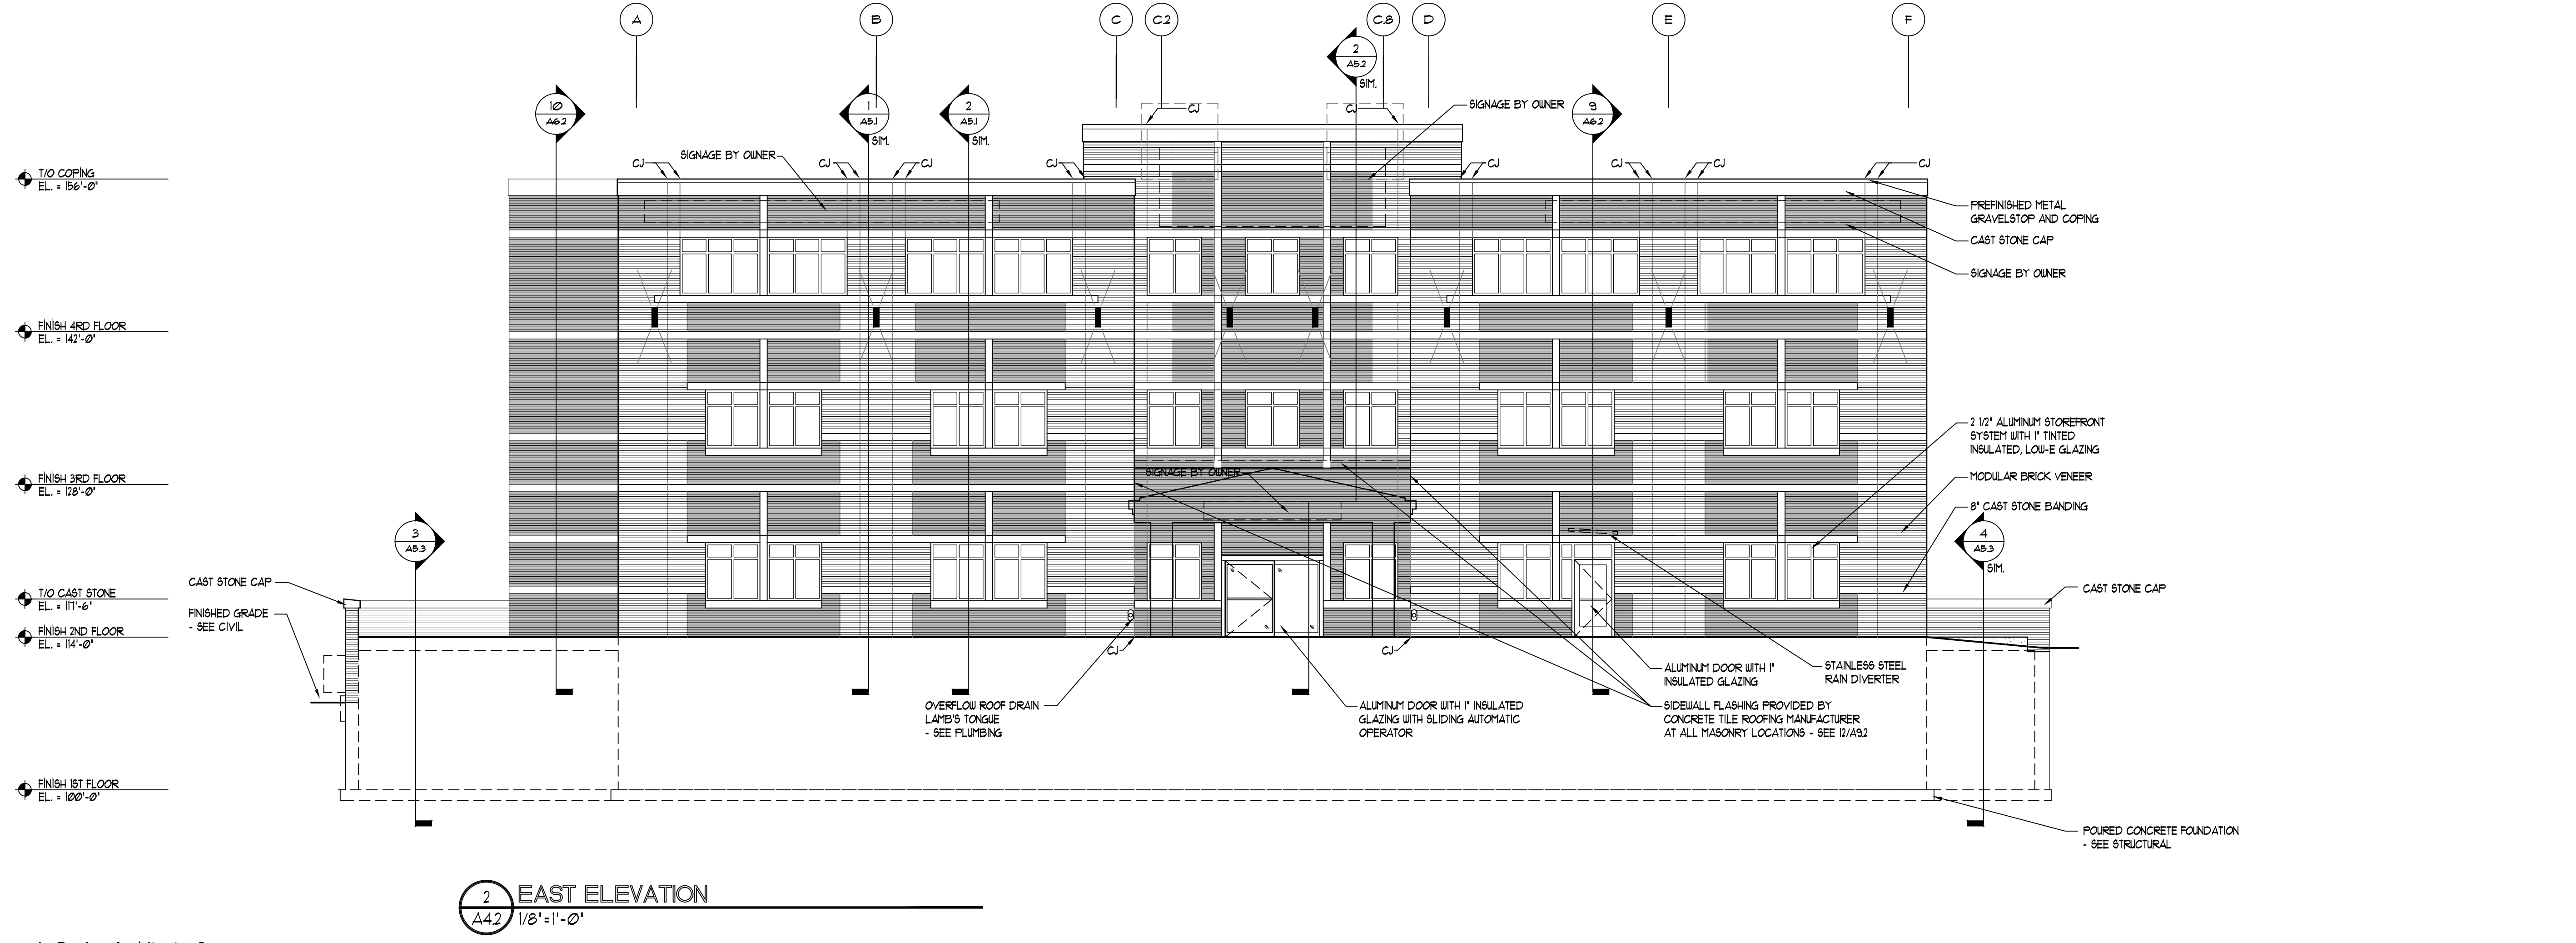 A
B
C
C.2
C.8
D
E
F
2
A5.2
SIM.
10
A6.2
1
A5.1
SIM.
2
A5.1
SIM.
9
A6.2
CJ
CJ
SIGNAGE BY OWNER
SIGNAGE BY OWNER
CJ
CJ
CJ
CJ
CJ
CJ
CJ
CJ
T/O COPING
EL. = 156'-0"
PREFINISHED METAL
GRAVELSTOP AND COPING
CAST STONE CAP
SIGNAGE BY OWNER
FINISH 4RD FLOOR
EL. = 142'-0"
2 1/2" ALUMINUM STOREFRONT
SYSTEM WITH 1" TINTED
INSULATED, LOW-E GLAZING
MODULAR BRICK VENEER
8" CAST STONE BANDING
SIGNAGE BY OWNER
FINISH 3RD FLOOR
EL. = 128'-0"
3
A5.3
4
A5.3
SIM.
CAST STONE CAP
FINISHED GRADE
- SEE CIVIL
CAST STONE CAP
T/O CAST STONE
EL. = 117'-6"
FINISH 2ND FLOOR
EL. = 114'-0"
CJ
CJ
OVERFLOW ROOF DRAIN
LAMB'S TONGUE
- SEE PLUMBING
ALUMINUM DOOR WITH 1" INSULATED
GLAZING WITH SLIDING AUTOMATIC
OPERATOR
ALUMINUM DOOR WITH 1"
INSULATED GLAZING
STAINLESS STEEL
RAIN DIVERTER
SIDEWALL FLASHING PROVIDED BY
CONCRETE TILE ROOFING MANUFACTURER
AT ALL MASONRY LOCATIONS - SEE 12/A9.2
FINISH 1ST FLOOR
EL. = 100'-0"
POURED CONCRETE FOUNDATION
- SEE STRUCTURAL
2
A4.2
EAST ELEVATION
1/8"=1'-0"